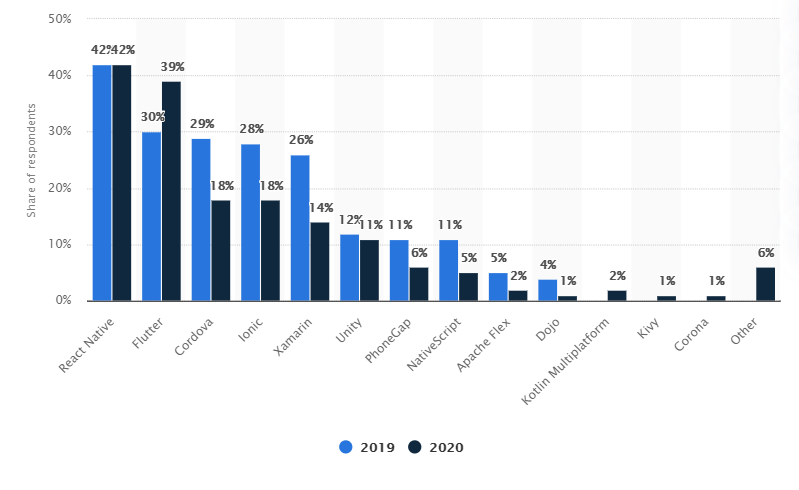 50%
40%
30%
20%
10%
0%
Share of respondents
42% 42%
30% 39%
29% 18%
28% 18%
26% 14%
12% 11%
11% 6%
11% 5%
5% 2%
4% 1%
2%
1%
1%
6%
React Native
Flutter
Cordova
Ionic
Xamarin
Unity
PhoneGap
NativeScript
Apache Flex
Dojo
Kotlin Multiplatform
Kivy
Corona
Other
2019 2020